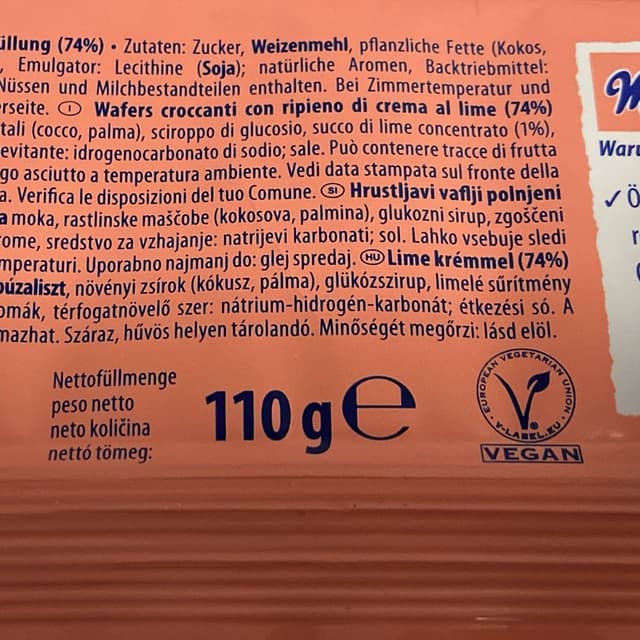 üllung (74%) • Zutaten: Zucker, Weizenmehl, pflanzliche Fette (Kokos,
, Emulgator: Lecithine (Soja); natürliche Aromen, Backtriebmittel:
Nüssen und Milchbestandteilen enthalten. Bei Zimmertemperatur und
rseite. I Wafers croccanti con ripieno di crema al lime (74%)
tali (cocco, palma), sciroppo di glucosio, succo di lime concentrato (1%),
evitante: idrogenocarbonato di sodio; sale. Può contenere tracce di frutta
go asciutto a temperatura ambiente. Vedi data stampata sul fronte della
a. Verifica le disposizioni del tuo Comune. SI Hrustljavi vaflji polnjeni
a moka, rastlinske maščobe (kokosova, palmina), glukozni sirup, zgoščeni
ome, sredstvo za vzhajanje: natrijevi karbonati; sol. Lahko vsebuje sledi
mperaturi. Uporabno najmanj do: glej spredaj. HU Lime krémmel (74%)
búzaliszt, növényi zsírok (kókusz, pálma), glükózszirup, limelé sűrítmény
omák, térfogatnövelő szer: nátrium-hidrogén-karbonát; étkezési só. A
mazhat. Száraz, hűvös helyen tárolandó. Minőségét megőrzi: lásd elöl.
Nettofüllmenge
peso netto
neto količina
nettó tömeg:
110 g e
EUROPEAN VEGETARIAN UNION
V-LABEL.EU
VEGAN
M
Waru
✓ Ö
r